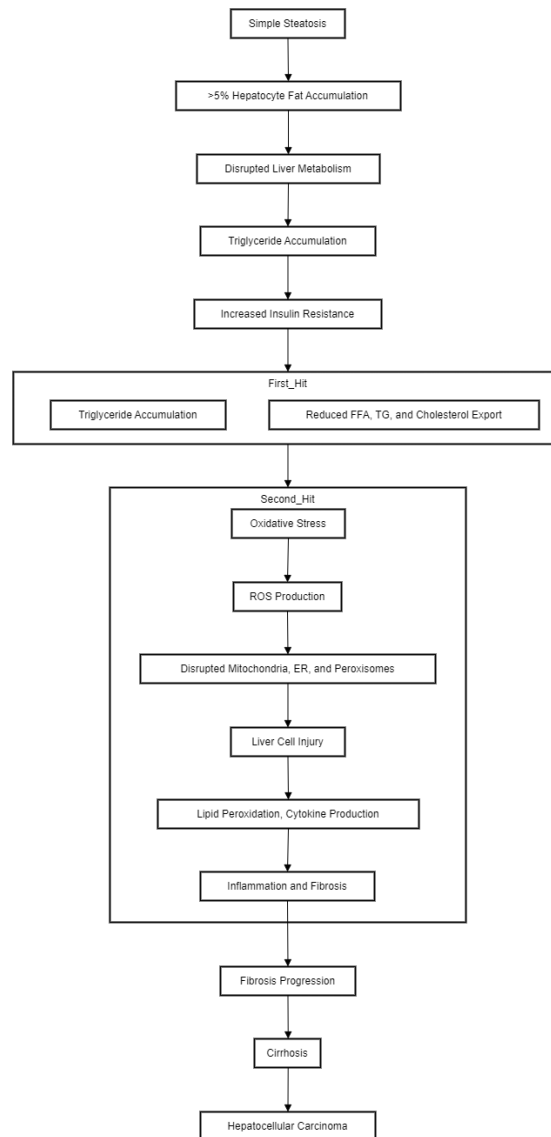 Simple Steatosis
>5% Hepatocyte Fat Accumulation
Disrupted Liver Metabolism
Triglyceride Accumulation
Increased Insulin Resistance
First_Hit
Triglyceride Accumulation
Reduced FFA, TG, and Cholesterol Export
Second_Hit
Oxidative Stress
ROS Production
Disrupted Mitochondria, ER, and Peroxisomes
Liver Cell Injury
Lipid Peroxidation, Cytokine Production
Inflammation and Fibrosis
Fibrosis Progression
Cirrhosis
Hepatocellular Carcinoma